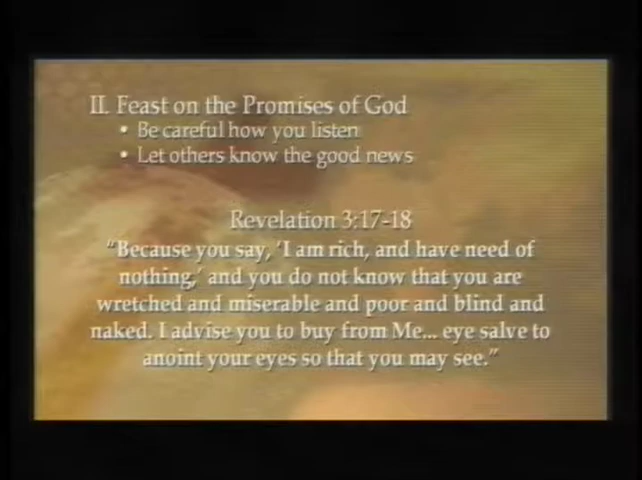 II. Feast on the Promises of God
• Be careful how you listen
• Let others know the good news
Revelation 3:17-18
“Because you say, ‘I am rich, and have need of
nothing,’ and you do not know that you are
wretched and miserable and poor and blind and
naked. I advise you to buy from Me... eye salve to
anoint your eyes so that you may see.”